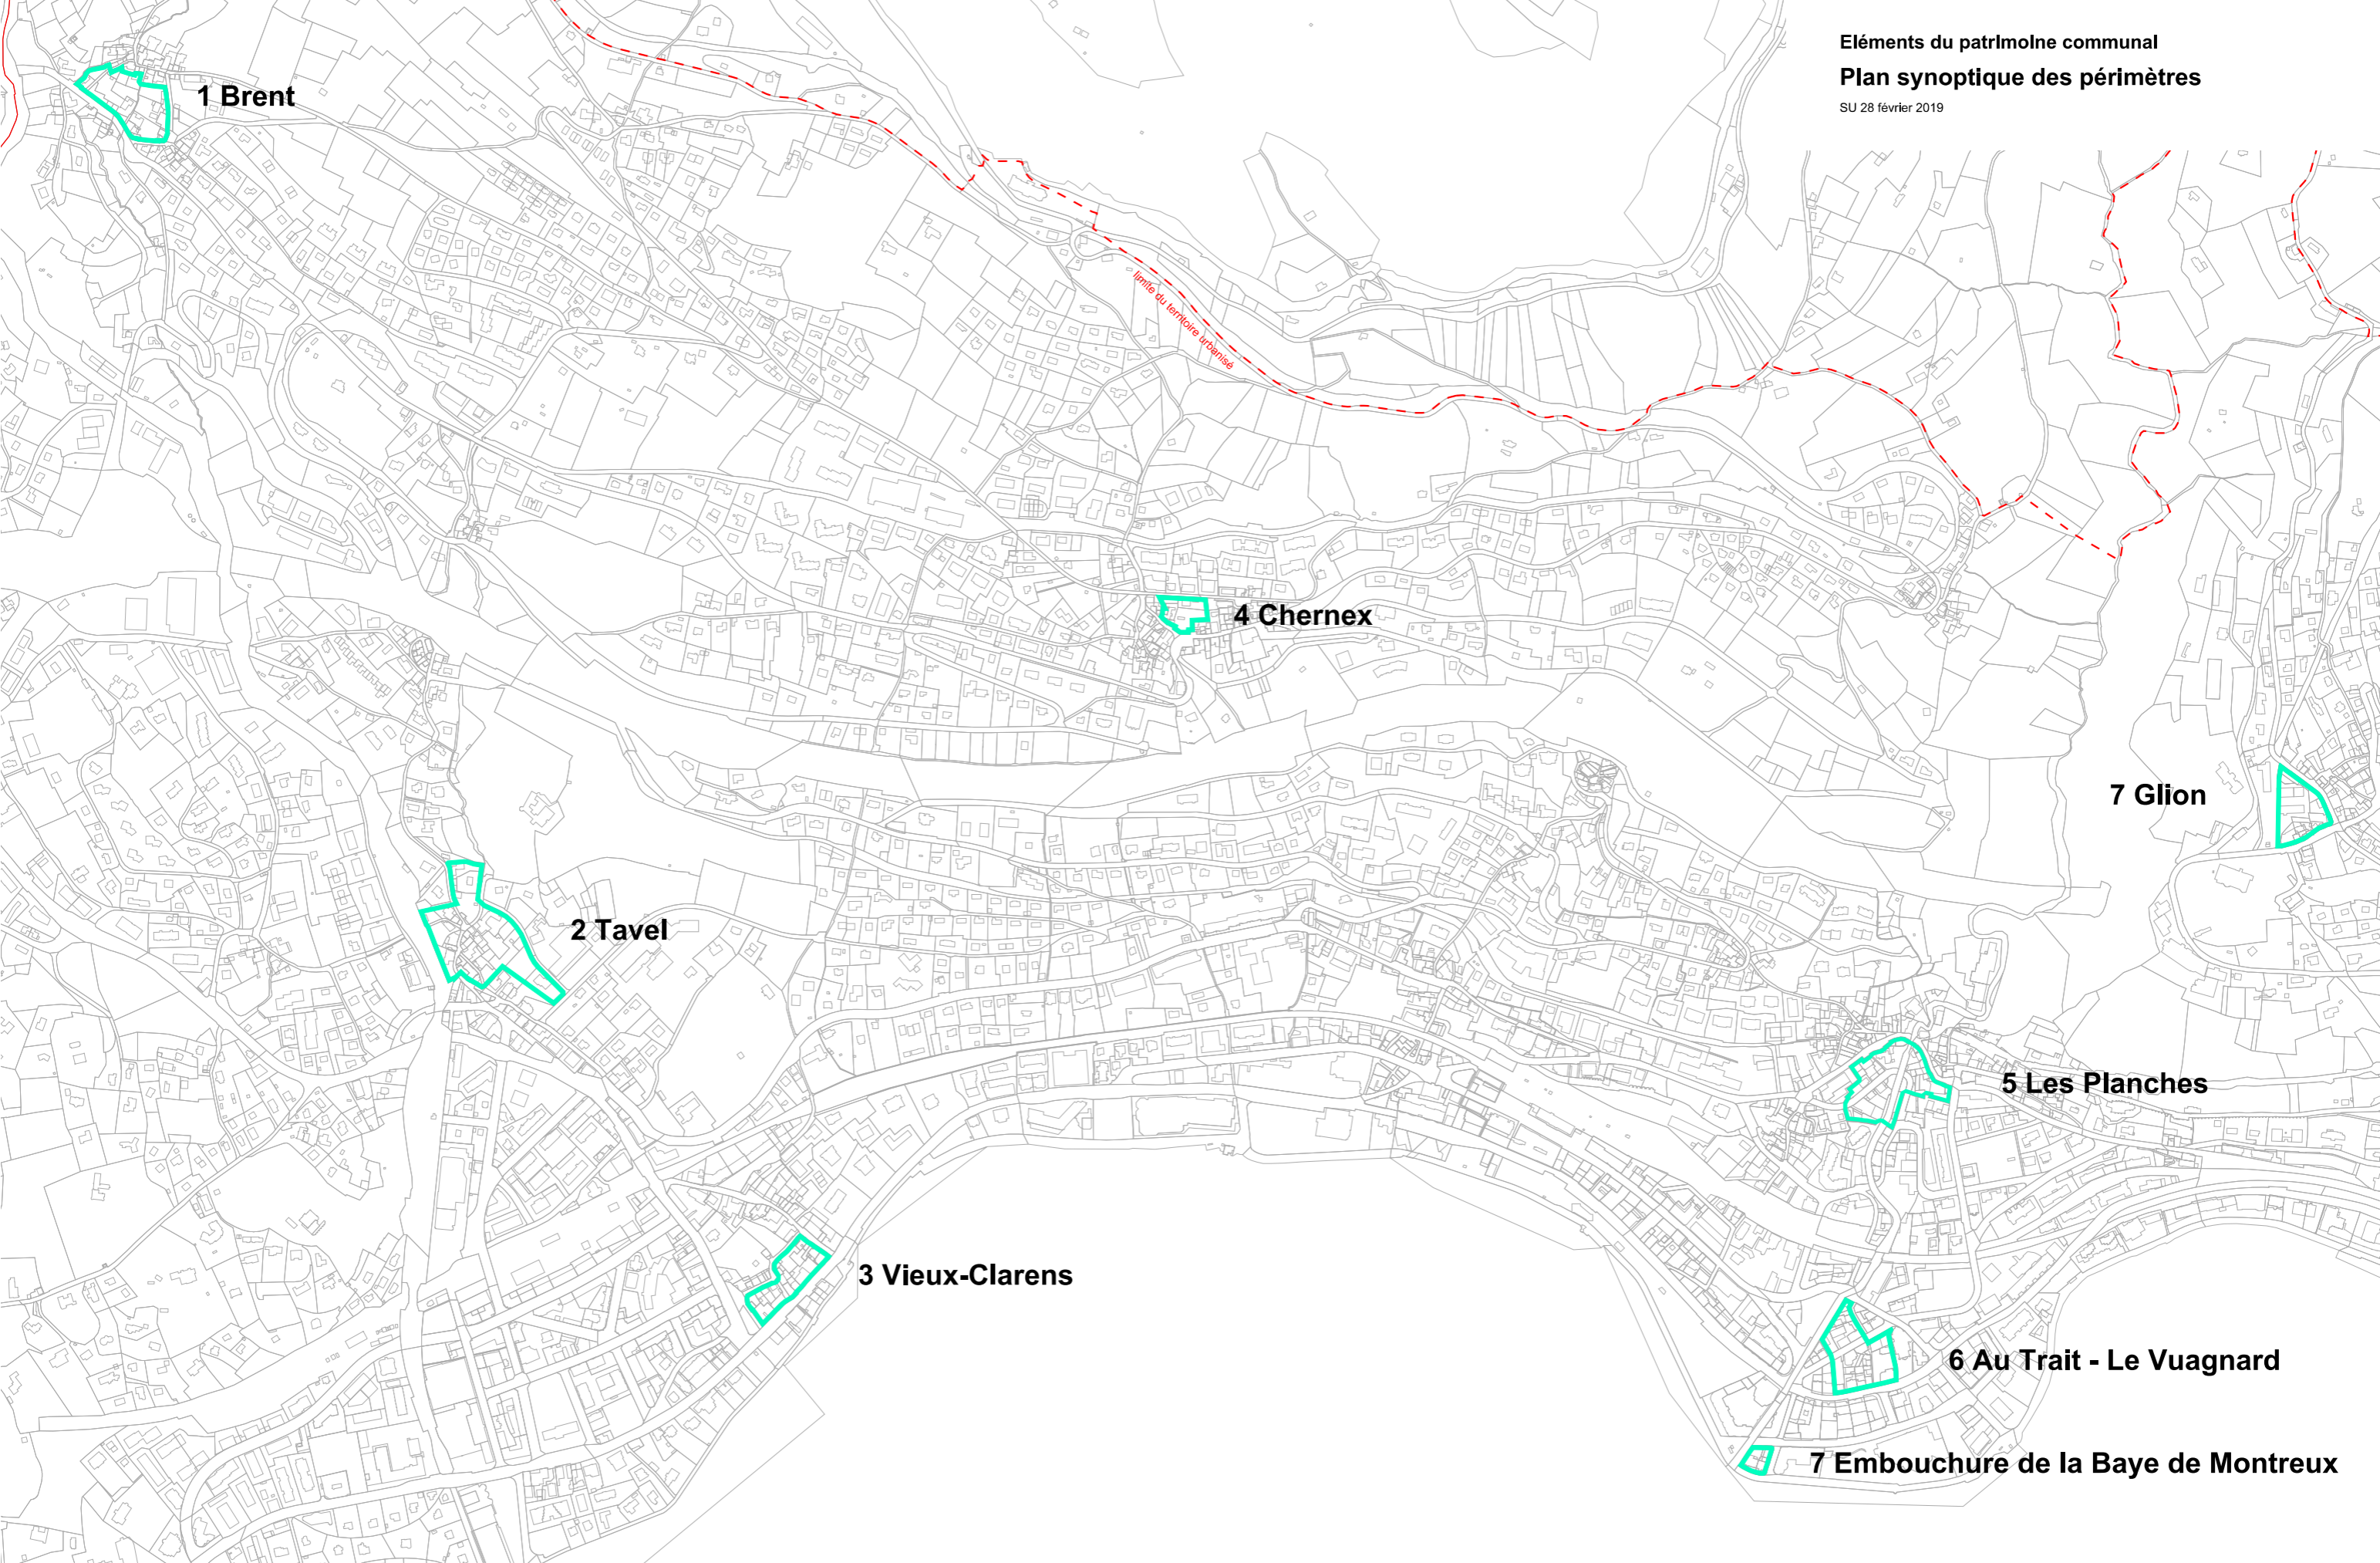 Eléments du patrimoine communal
Plan synoptique des périmètres
SU 28 février 2019
1 Brent
limite du territoire urbanisé
4 Chernex
7 Glion
2 Tavel
5 Les Planches
3 Vieux-Clarens
6 Au Trait - Le Vuagnard
7 Embouchure de la Baye de Montreux